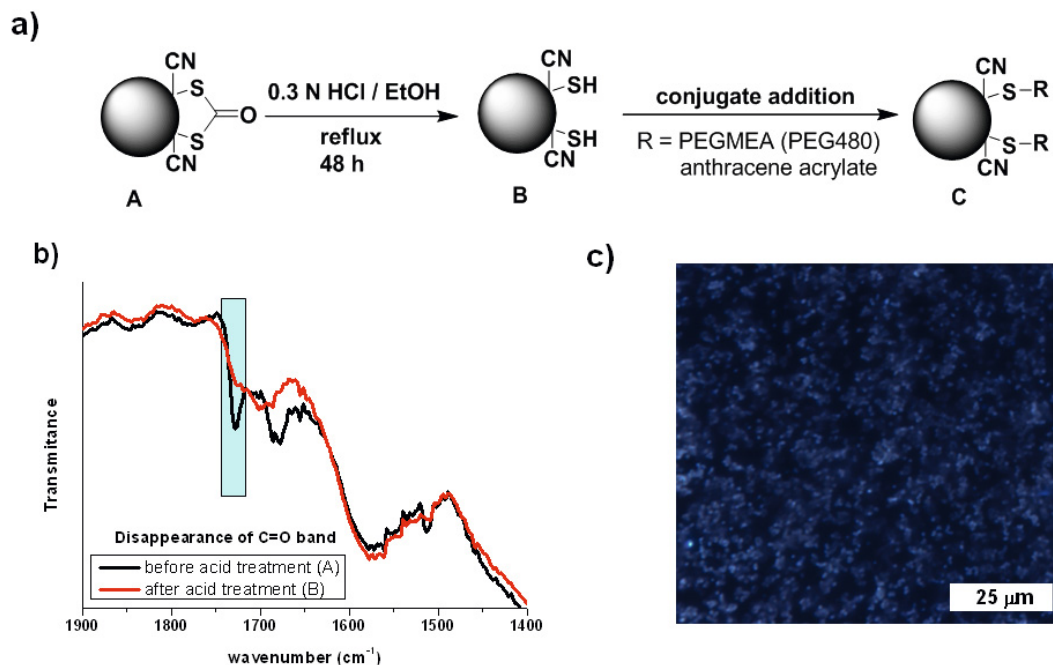 a)
CN
S
O
S
CN
A
0.3 N HCl / EtOH
reflux
48 h
CN
SH
SH
CN
B
conjugate addition
R = PEGMEA (PEG480)
anthracene acrylate
CN
S-R
S-R
CN
C
b)
Transmitance
Disappearance of C=O band
before acid treatment (A)
after acid treatment (B)
1900 1800 1700 1600 1500 1400
wavenumber (cm⁻¹)
c)
25 μm